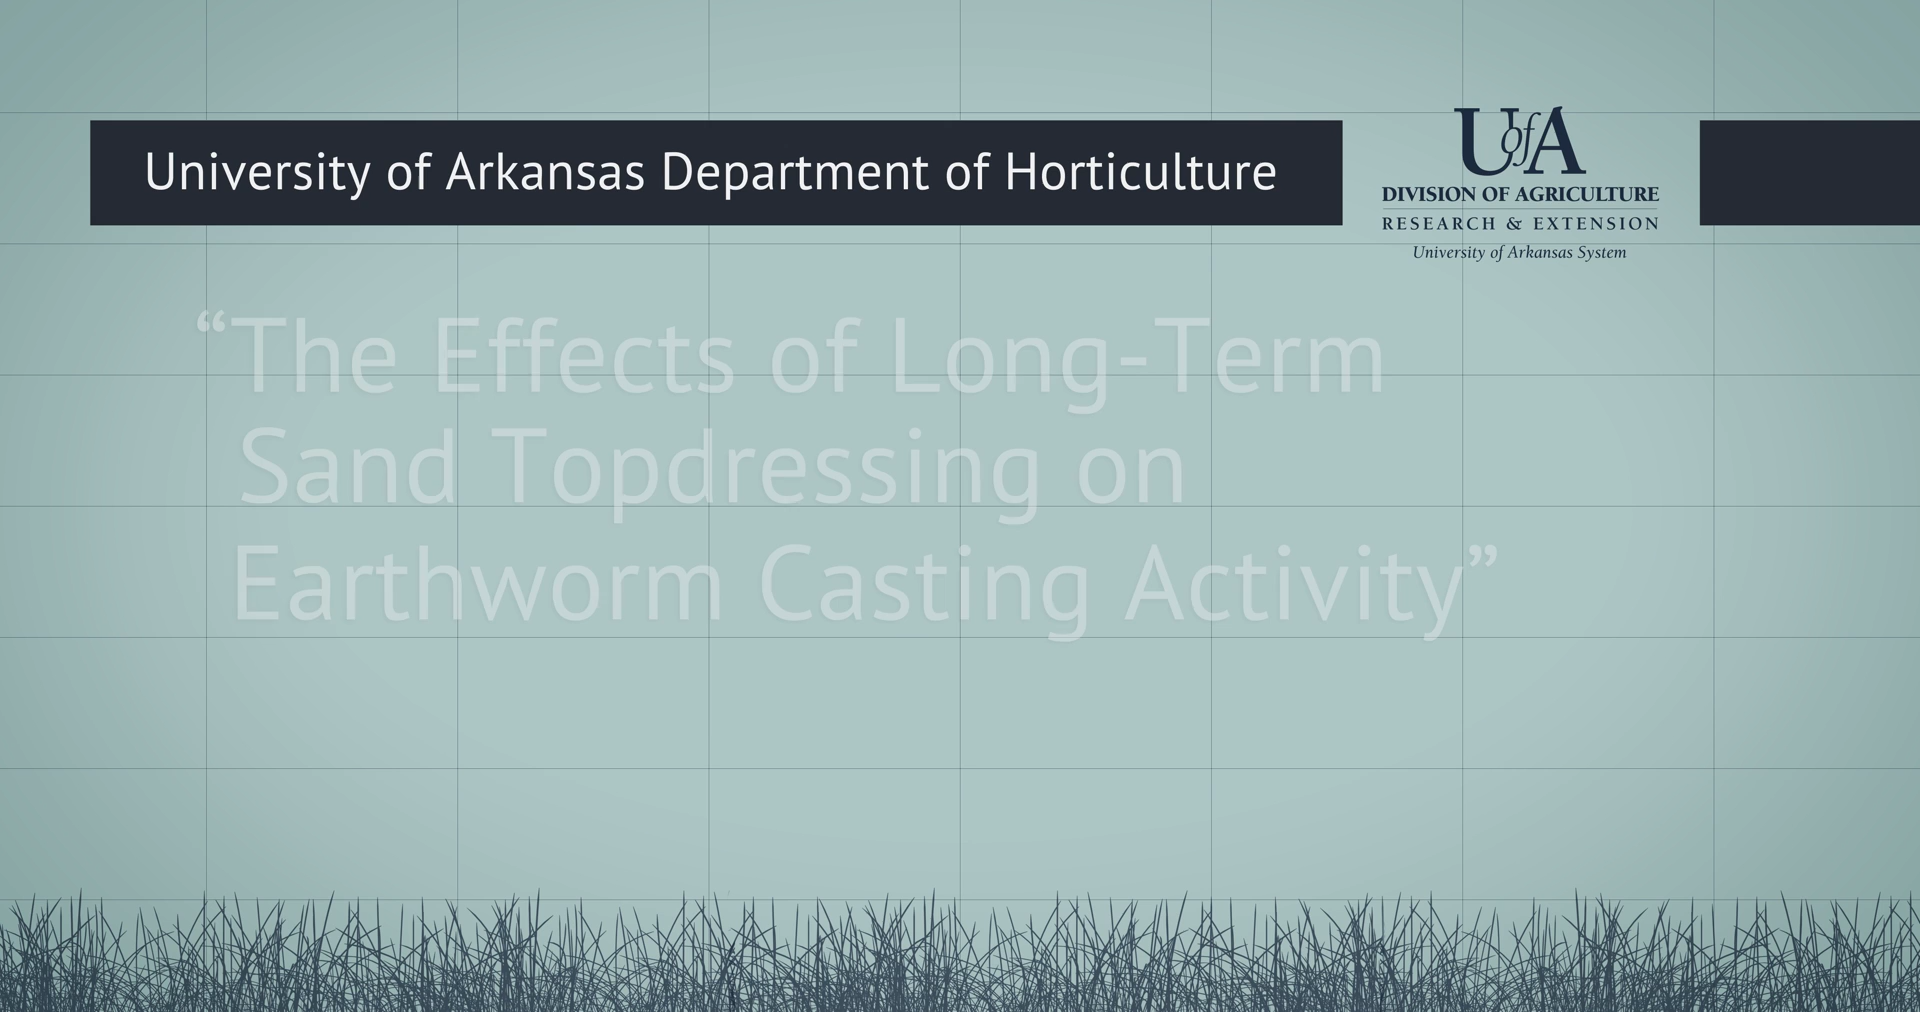 University of Arkansas Department of Horticulture
UofA
DIVISION OF AGRICULTURE
RESEARCH & EXTENSION
University of Arkansas System
“The Effects of Long-Term
Sand Topdressing on
Earthworm Casting Activity”